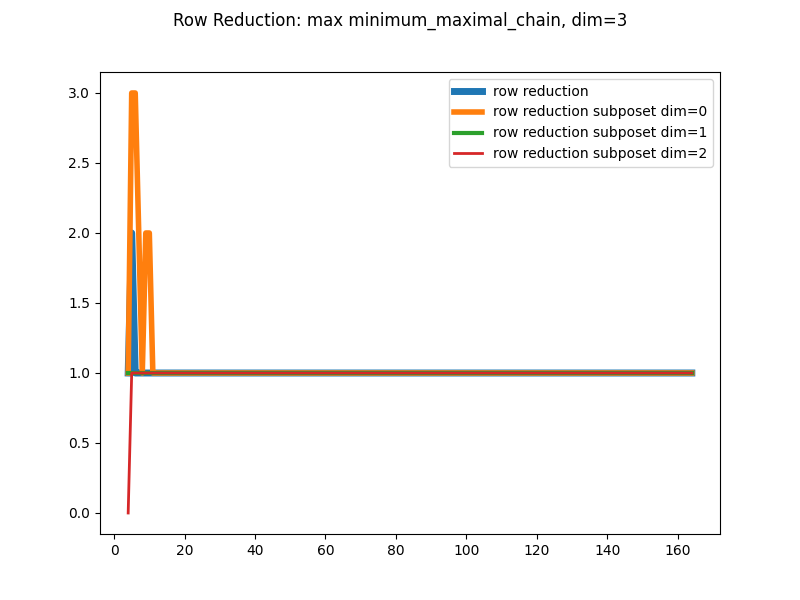 Row Reduction: max minimum_maximal_chain, dim=3
row reduction
row reduction subposet dim=0
row reduction subposet dim=1
row reduction subposet dim=2
3.0
2.5
2.0
1.5
1.0
0.5
0.0
0 20 40 60 80 100 120 140 160